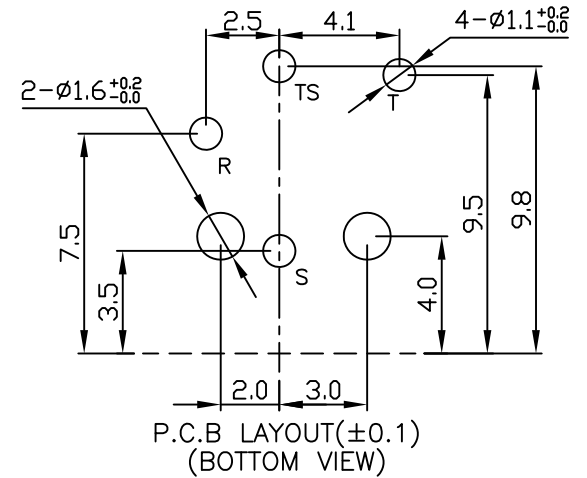 2.5
4.1
4-Ø1.1 +0.2 -0.0
2-Ø1.6 +0.2 -0.0
TS
T
R
7.5
9.5
9.8
3.5
S
4.0
2.0
3.0
P.C.B LAYOUT(±0.1)
(BOTTOM VIEW)